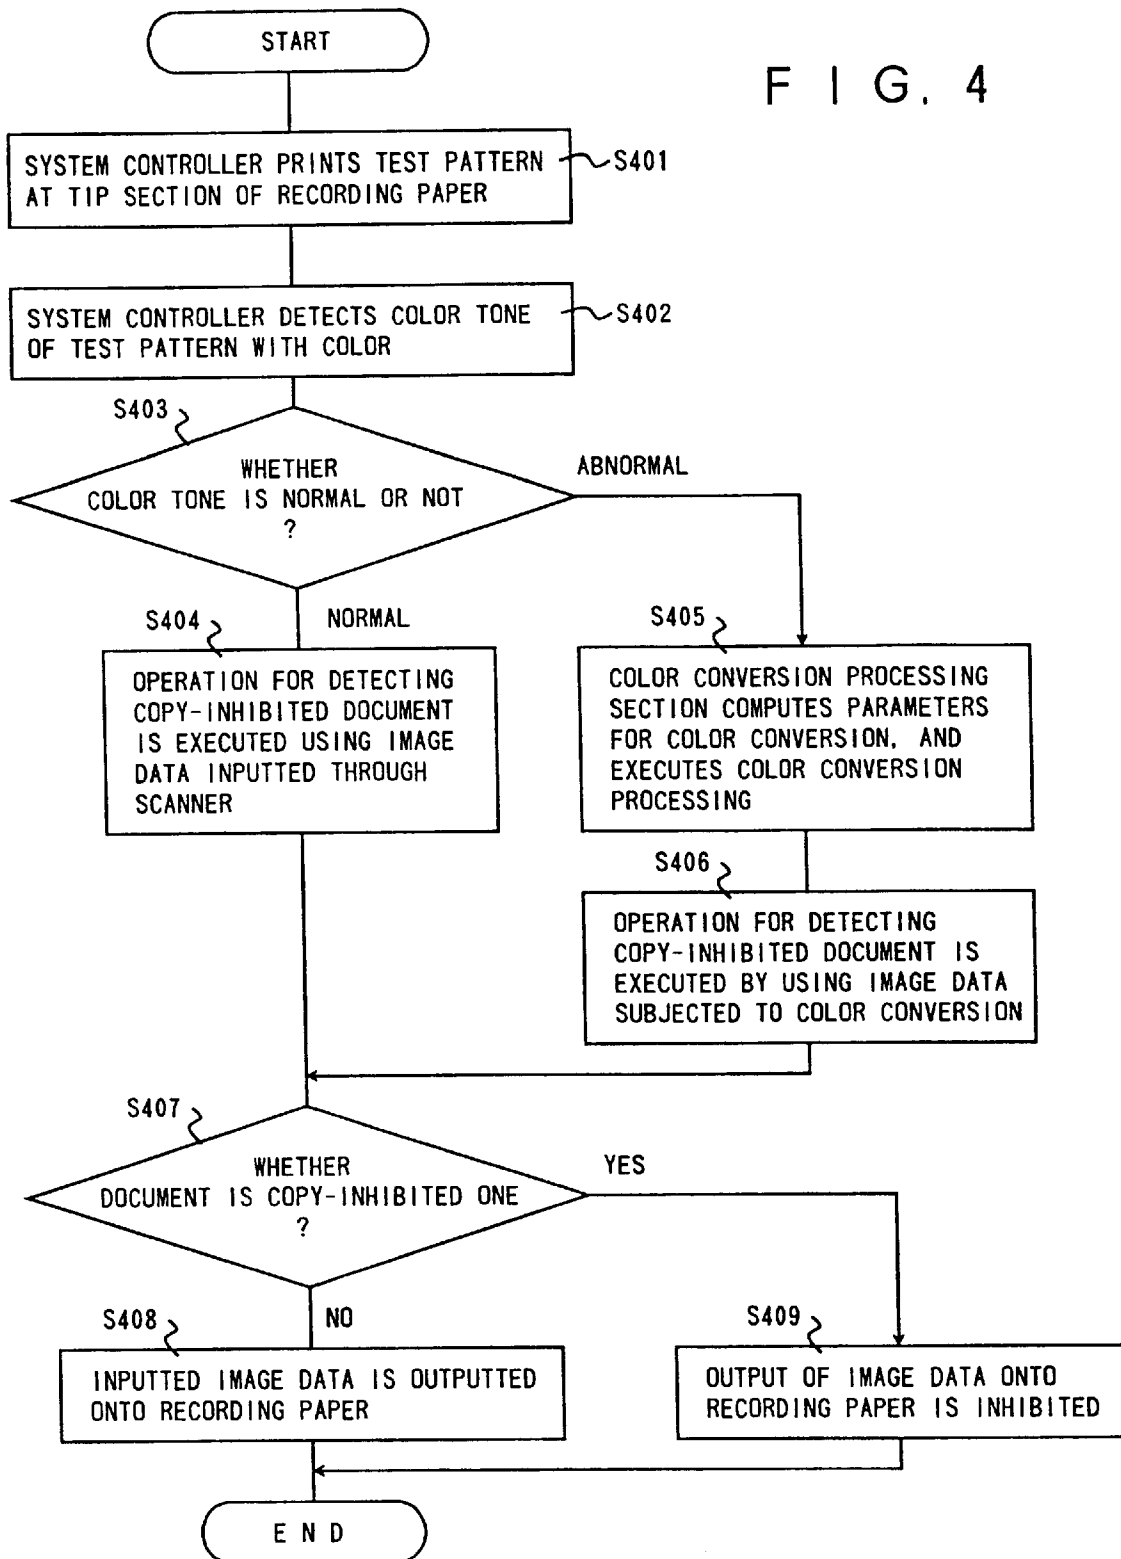 START
F I G. 4
SYSTEM CONTROLLER PRINTS TEST PATTERN
AT TIP SECTION OF RECORDING PAPER
S401
SYSTEM CONTROLLER DETECTS COLOR TONE
OF TEST PATTERN WITH COLOR
S402
S403
WHETHER
COLOR TONE IS NORMAL OR NOT
?
ABNORMAL
NORMAL
S404
OPERATION FOR DETECTING
COPY-INHIBITED DOCUMENT
IS EXECUTED USING IMAGE
DATA INPUTTED THROUGH
SCANNER
S405
COLOR CONVERSION PROCESSING
SECTION COMPUTES PARAMETERS
FOR COLOR CONVERSION, AND
EXECUTES COLOR CONVERSION
PROCESSING
S406
OPERATION FOR DETECTING
COPY-INHIBITED DOCUMENT IS
EXECUTED BY USING IMAGE DATA
SUBJECTED TO COLOR CONVERSION
S407
WHETHER
DOCUMENT IS COPY-INHIBITED ONE
?
YES
NO
S408
INPUTTED IMAGE DATA IS OUTPUTTED
ONTO RECORDING PAPER
S409
OUTPUT OF IMAGE DATA ONTO
RECORDING PAPER IS INHIBITED
E N D